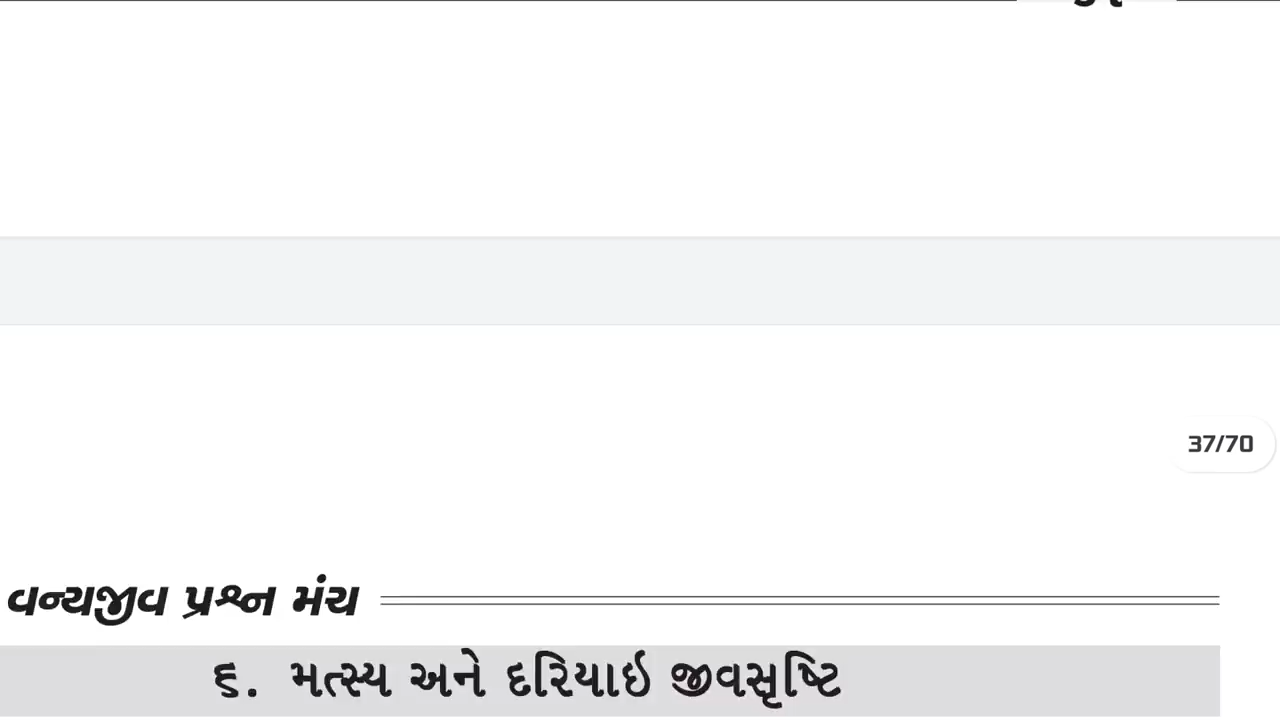 37/70
વન્યજીવ પ્રશ્ન મંચ
૬. મત્સ્ય અને દરિયાઇ જીવસૃષ્ટિ